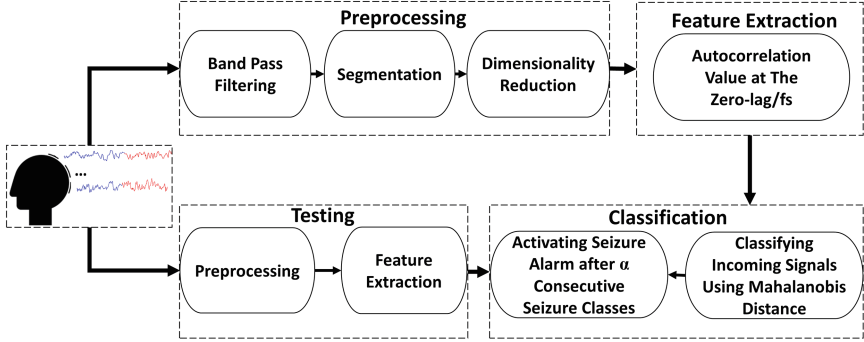 Preprocessing
Band Pass
Filtering
Segmentation
Dimensionality
Reduction
Feature Extraction
Autocorrelation
Value at The
Zero-lag/fs
...
Testing
Preprocessing
Feature
Extraction
Classification
Activating Seizure
Alarm after α
Consecutive
Seizure Classes
Classifying
Incoming Signals
Using Mahalanobis
Distance